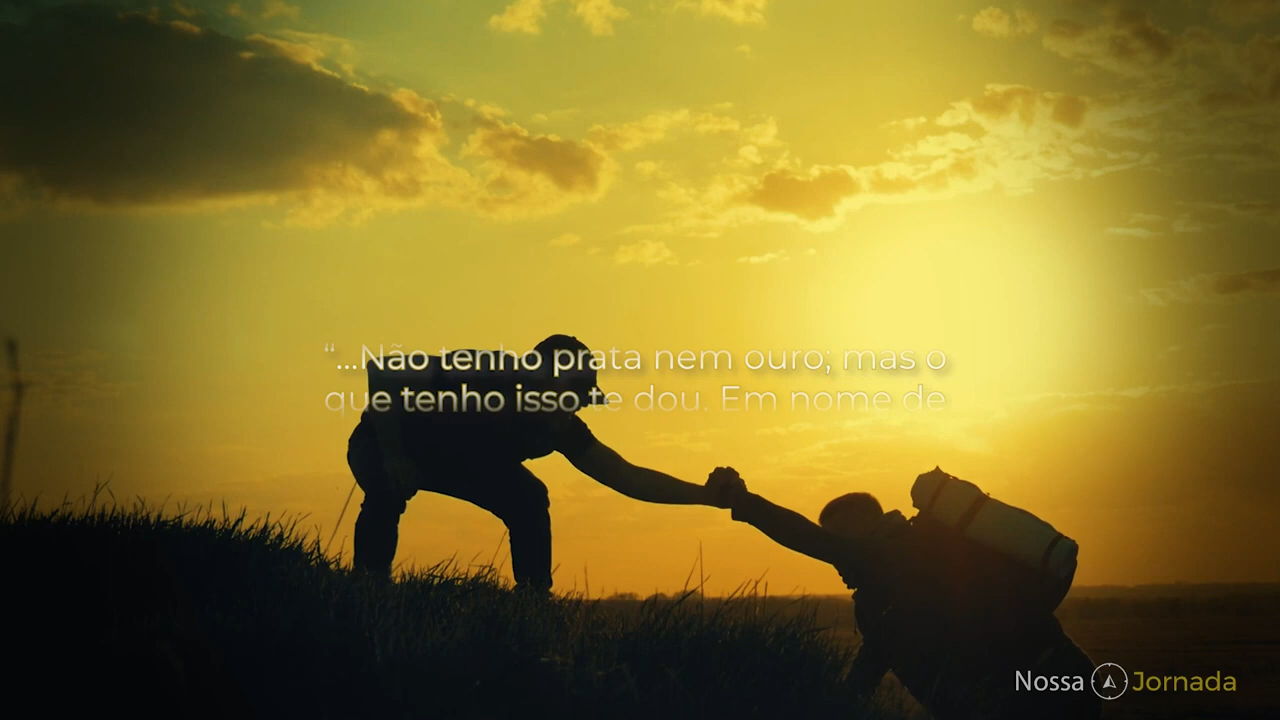 “...Não tenho prata nem ouro; mas o
que tenho isso te dou. Em nome de
Nossa Jornada